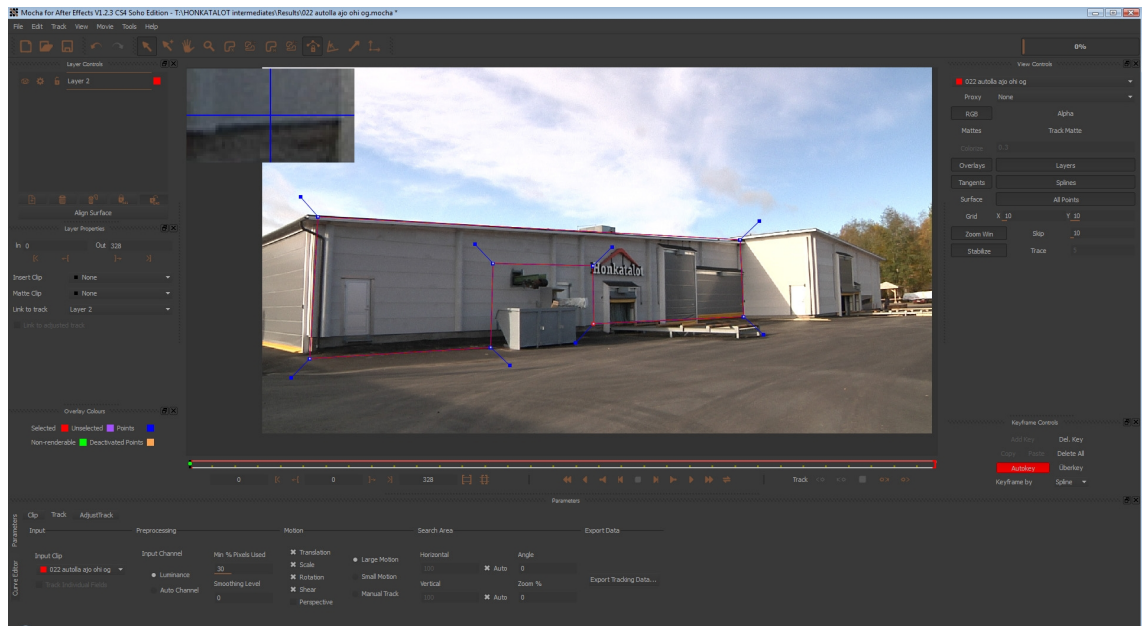 Mocha for After Effects V1.2.3 CS4 Soho Edition - T:\HONKATALOT intermediates\Results\022 autolla ajo ohi og.mocha *
File Edit Track View Movie Tools Help
0%
Layer Controls
Layer 2
Align Surface
Layer Properties
In 0 Out 328
Insert Clip None
Matte Clip None
Link to track Layer 2
Link to adjusted track
Overlay Colours
Selected Unselected Points
Non-renderable Deactivated Points
Honkatalot
View Controls
022 autolla ajo ohi og
Proxy None
RGB Alpha
Mattes Track Matte
Colorize 0.3
Overlays Layers
Tangents Splines
Surface All Points
Grid X 10 Y 10
Zoom Win Skip 10
Stabilize Trace
Keyframe Controls
Add Key Del. Key
Copy Paste Delete All
Autokey Überkey
Keyframe by Spline
0 0 328 Track
Parameters
Parameters
Curve Editor
Clip Track AdjustTrack
Input Preprocessing Motion Search Area Export Data
Input Clip
022 autolla ajo ohi og
Track Individual Fields
Input Channel
Luminance
Auto Channel
Min % Pixels Used
30
Smoothing Level
0
Translation
Scale
Rotation
Shear
Perspective
Large Motion
Small Motion
Manual Track
Horizontal Angle
100 Auto 0
Vertical Zoom %
100 Auto 0
Export Tracking Data...